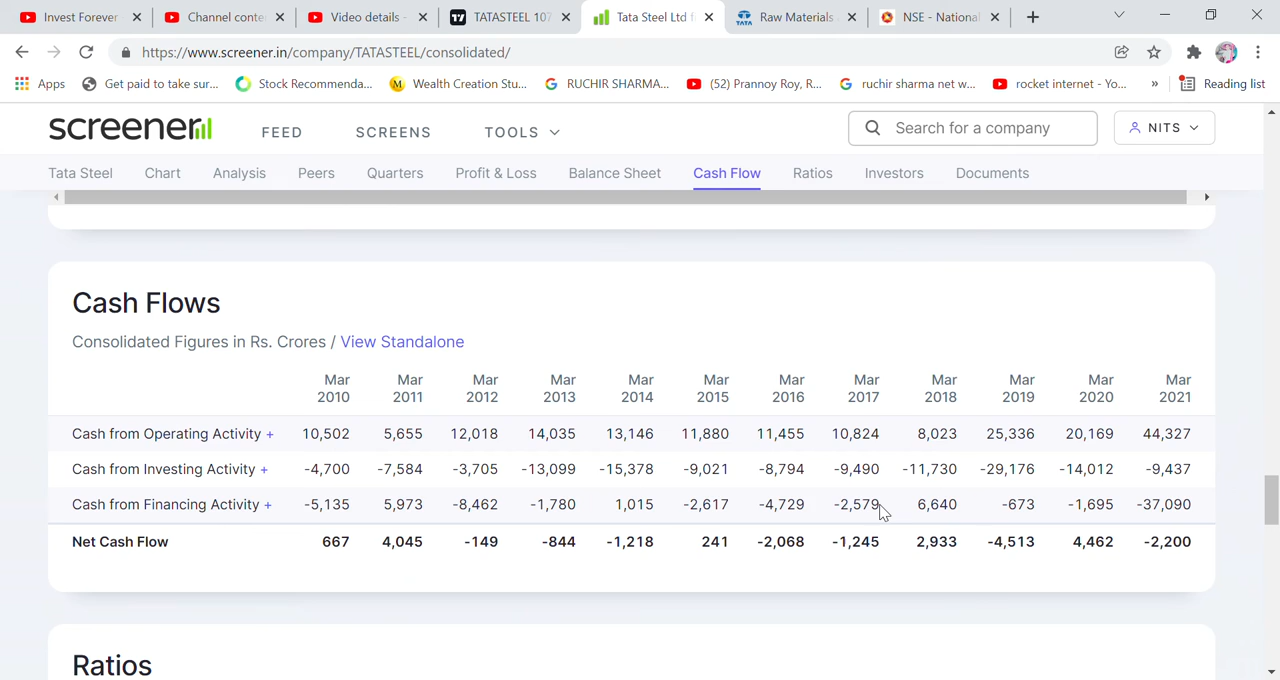 Invest Forever Channel conte Video details - TATASTEEL 107 Tata Steel Ltd f Raw Materials NSE - National
https://www.screener.in/company/TATASTEEL/consolidated/
Apps Get paid to take sur... Stock Recommenda... M Wealth Creation Stu... RUCHIR SHARMA... (52) Prannoy Roy, R... ruchir sharma net w... rocket internet - Yo... » Reading list
screener FEED SCREENS TOOLS Search for a company NITS
Tata Steel Chart Analysis Peers Quarters Profit & Loss Balance Sheet Cash Flow Ratios Investors Documents
Cash Flows
Consolidated Figures in Rs. Crores / View Standalone
Mar Mar Mar Mar Mar Mar Mar Mar Mar Mar Mar Mar
2010 2011 2012 2013 2014 2015 2016 2017 2018 2019 2020 2021
Cash from Operating Activity + 10,502 5,655 12,018 14,035 13,146 11,880 11,455 10,824 8,023 25,336 20,169 44,327
Cash from Investing Activity + -4,700 -7,584 -3,705 -13,099 -15,378 -9,021 -8,794 -9,490 -11,730 -29,176 -14,012 -9,437
Cash from Financing Activity + -5,135 5,973 -8,462 -1,780 1,015 -2,617 -4,729 -2,579 6,640 -673 -1,695 -37,090
Net Cash Flow 667 4,045 -149 -844 -1,218 241 -2,068 -1,245 2,933 -4,513 4,462 -2,200
Ratios